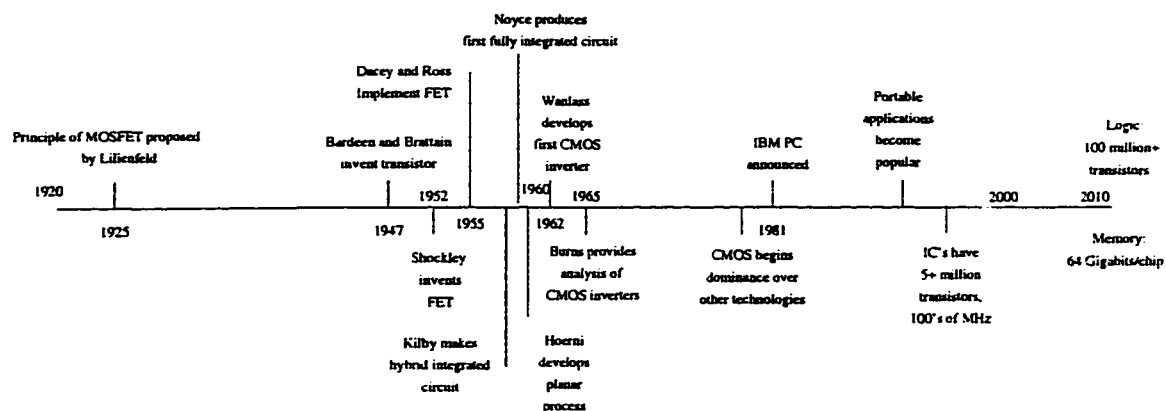 Noyce produces
first fully integrated circuit
Dacey and Ross
Implement FET
Wanlass
develops
first CMOS
inverter
Portable
applications
become
popular
Principle of MOSFET proposed
by Lilienfeld
Bardeen and Brattain
invent transistor
IBM PC
announced
Logic:
100 million+
transistors
1920
1952
1960
1965
2000
2010
1925
1947
1955
1962
1981
Shockley
invents
FET
Burns provides
analysis of
CMOS inverters
CMOS begins
dominance over
other technologies
IC's have
5+ million
transistors,
100's of MHz
Memory:
64 Gigabits/chip
Kilby makes
hybrid integrated
circuit
Hoerni
develops
planar
process